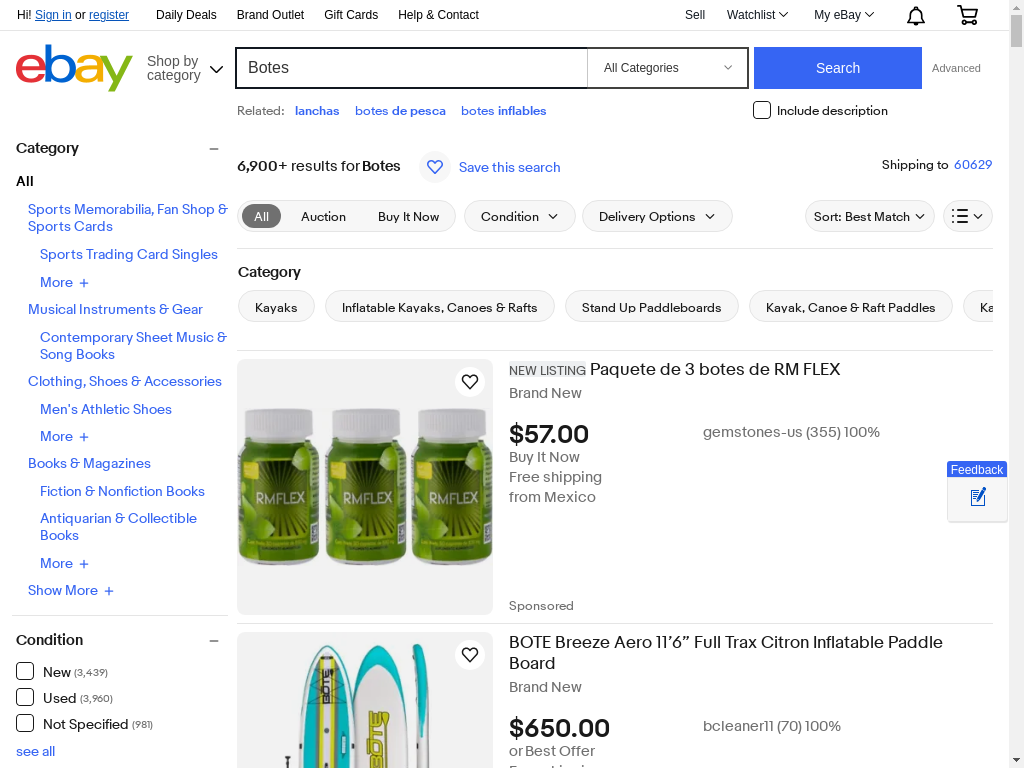 Hi! Sign in or register
Daily Deals
Brand Outlet
Gift Cards
Help & Contact
Sell
Watchlist
My eBay
ebay
Shop by
category
Botes
All Categories
Search
Advanced
Related:
lanchas
botes de pesca
botes inflables
Include description
Category
All
Sports Memorabilia, Fan Shop &
Sports Cards
Sports Trading Card Singles
More
Musical Instruments & Gear
Contemporary Sheet Music &
Song Books
Clothing, Shoes & Accessories
Men's Athletic Shoes
More
Books & Magazines
Fiction & Nonfiction Books
Antiquarian & Collectible
Books
More
Show More
Condition
New (3,439)
Used (3,960)
Not Specified (981)
see all
6,900+ results for Botes
Save this search
Shipping to 60629
All
Auction
Buy It Now
Condition
Delivery Options
Sort: Best Match
Category
Kayaks
Inflatable Kayaks, Canoes & Rafts
Stand Up Paddleboards
Kayak, Canoe & Raft Paddles
Ka
RMFLEX
RMFLEX
RMFLEX
NEW LISTING Paquete de 3 botes de RM FLEX
Brand New
$57.00
gemstones-us (355) 100%
Buy It Now
Free shipping
from Mexico
Sponsored
Feedback
BOTE
BOTE
BOTE Breeze Aero 11'6” Full Trax Citron Inflatable Paddle
Board
Brand New
$650.00
bcleaner11 (70) 100%
or Best Offer